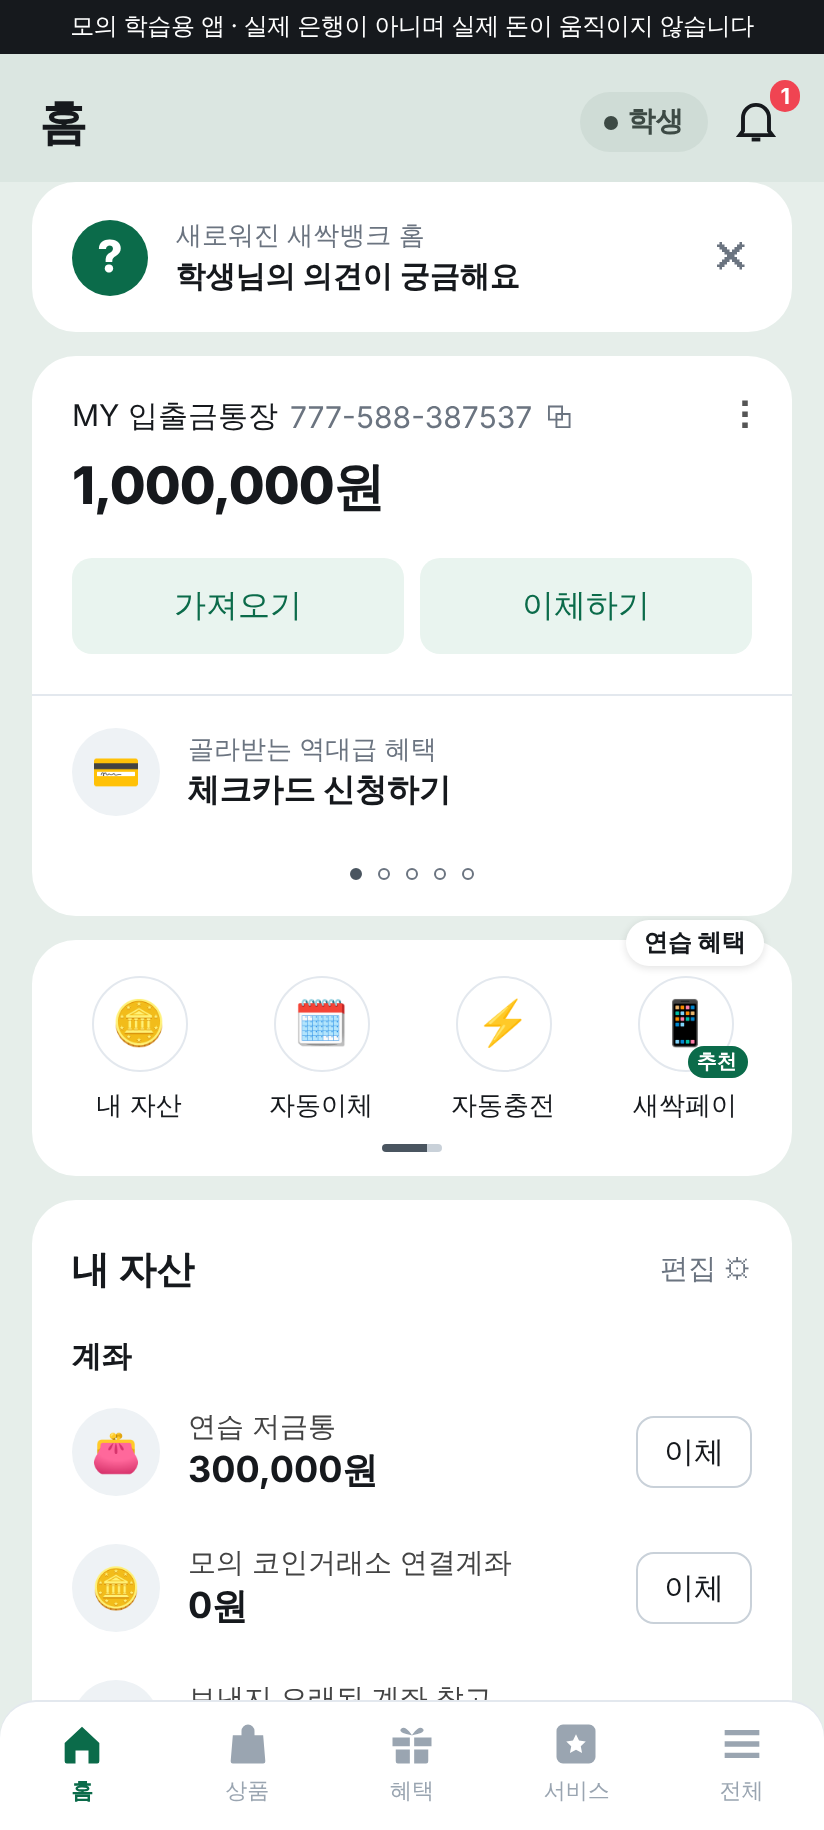 모의 학습용 앱 · 실제 은행이 아니며 실제 돈이 움직이지 않습니다
홈
학생
1
?
새로워진 새싹뱅크 홈
학생님의 의견이 궁금해요
MY 입출금통장 777-588-387537
1,000,000원
가져오기
이체하기
골라받는 역대급 혜택
체크카드 신청하기
연습 혜택
추천
내 자산
자동이체
자동충전
새싹페이
내 자산
편집
계좌
연습 저금통
300,000원
이체
모의 코인거래소 연결계좌
0원
이체
홈
상품
혜택
서비스
전체